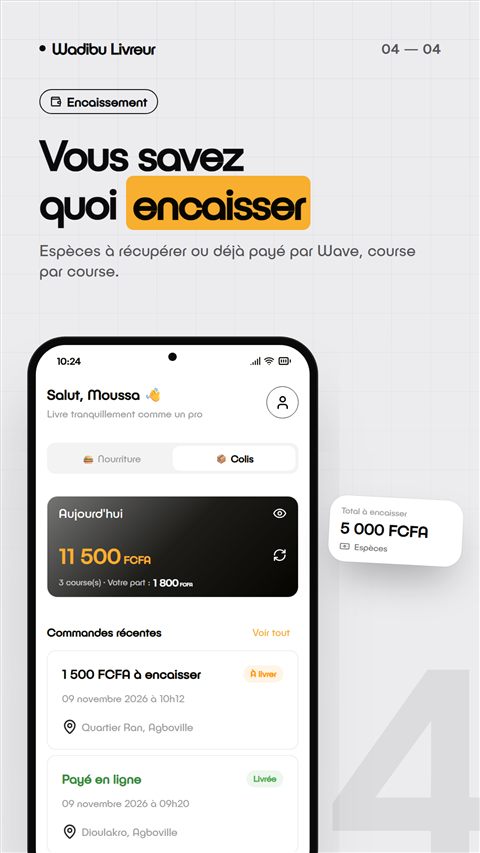 Wadibu Livreur
04 — 04
Encaissement
Vous savez
quoi encaisser
Espèces à récupérer ou déjà payé par Wave, course
par course.
10:24
Salut, Moussa 👋
Livre tranquillement comme un pro
Nourriture
Colis
Aujourd'hui
11 500 FCFA
3 course(s) · Votre part : 1 800 FCFA
Total à encaisser
5 000 FCFA
Espèces
Commandes récentes
Voir tout
1 500 FCFA à encaisser
À livrer
09 novembre 2026 à 10h12
Quartier Ran, Agboville
Payé en ligne
Livrée
09 novembre 2026 à 09h20
Dioulakro, Agboville
4